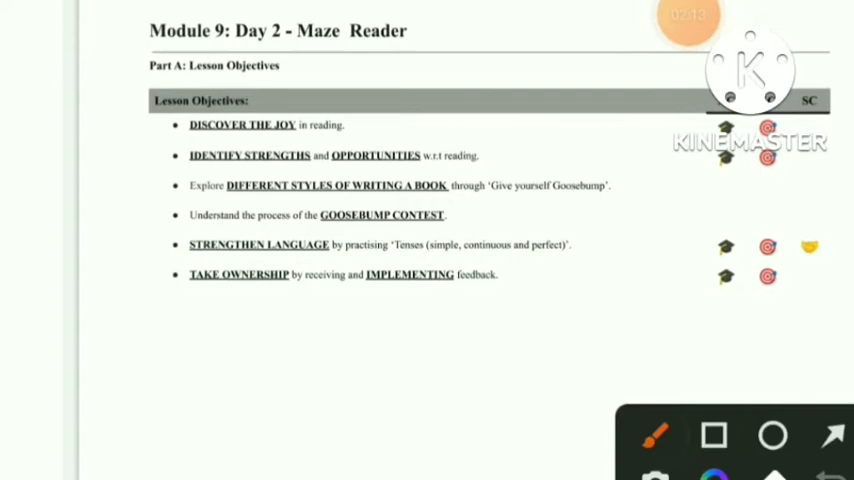 02:13
Module 9: Day 2 - Maze Reader
Part A: Lesson Objectives
Lesson Objectives:
SC
DISCOVER THE JOY in reading.
KINEMASTER
IDENTIFY STRENGTHS and OPPORTUNITIES w.r.t reading.
Explore DIFFERENT STYLES OF WRITING A BOOK through ‘Give yourself Goosebump’.
Understand the process of the GOOSEBUMP CONTEST.
STRENGTHEN LANGUAGE by practising ‘Tenses (simple, continuous and perfect)’.
TAKE OWNERSHIP by receiving and IMPLEMENTING feedback.